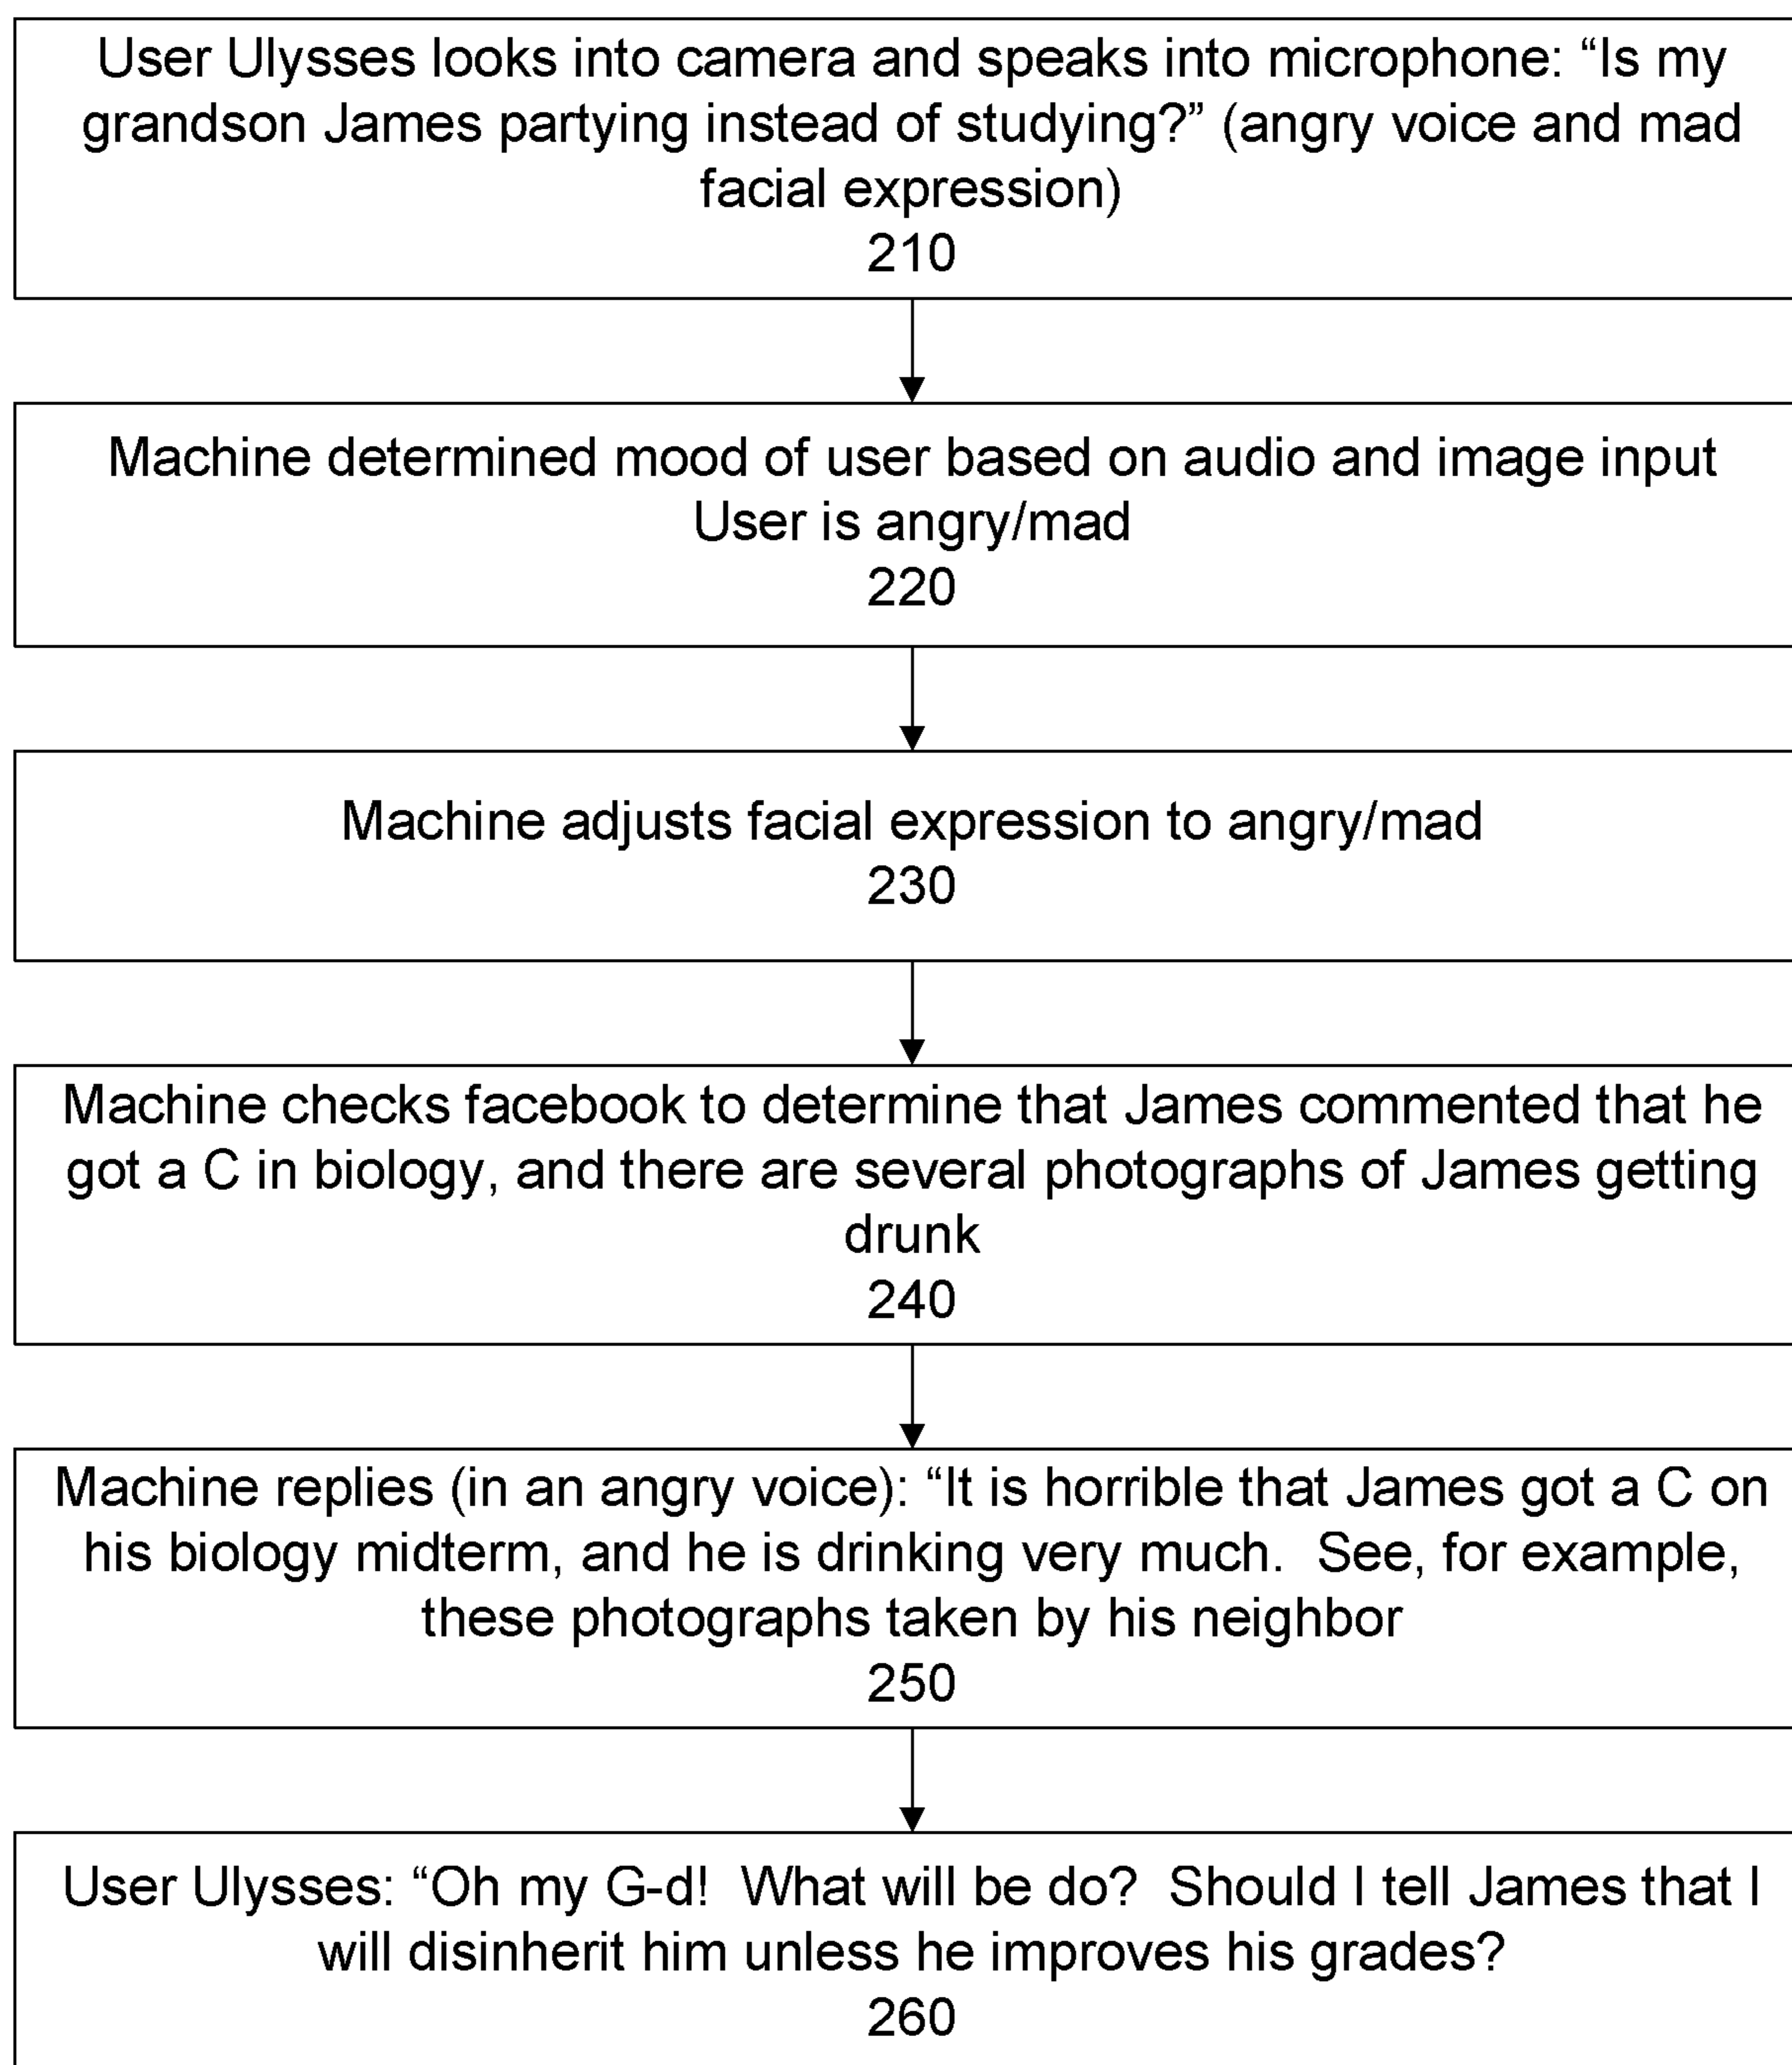 User Ulysses looks into camera and speaks into microphone: “Is my
grandson James partying instead of studying?” (angry voice and mad
facial expression)
210
Machine determined mood of user based on audio and image input
User is angry/mad
220
Machine adjusts facial expression to angry/mad
230
Machine checks facebook to determine that James commented that he
got a C in biology, and there are several photographs of James getting
drunk
240
Machine replies (in an angry voice): “It is horrible that James got a C on
his biology midterm, and he is drinking very much.  See, for example,
these photographs taken by his neighbor
250
User Ulysses: “Oh my G-d!  What will be do?  Should I tell James that I
will disinherit him unless he improves his grades?
260